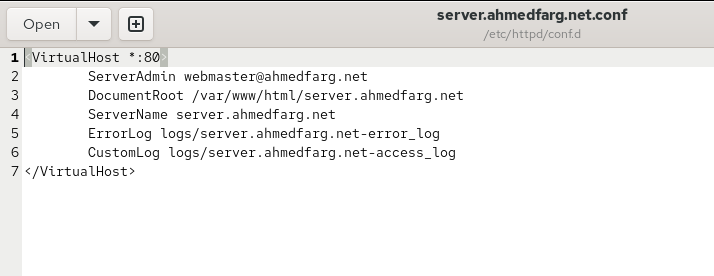 Open
server.ahmedfarg.net.conf
/etc/httpd/conf.d
1 <VirtualHost *:80>
2 ServerAdmin webmaster@ahmedfarg.net
3 DocumentRoot /var/www/html/server.ahmedfarg.net
4 ServerName server.ahmedfarg.net
5 ErrorLog logs/server.ahmedfarg.net-error_log
6 CustomLog logs/server.ahmedfarg.net-access_log
7 </VirtualHost>